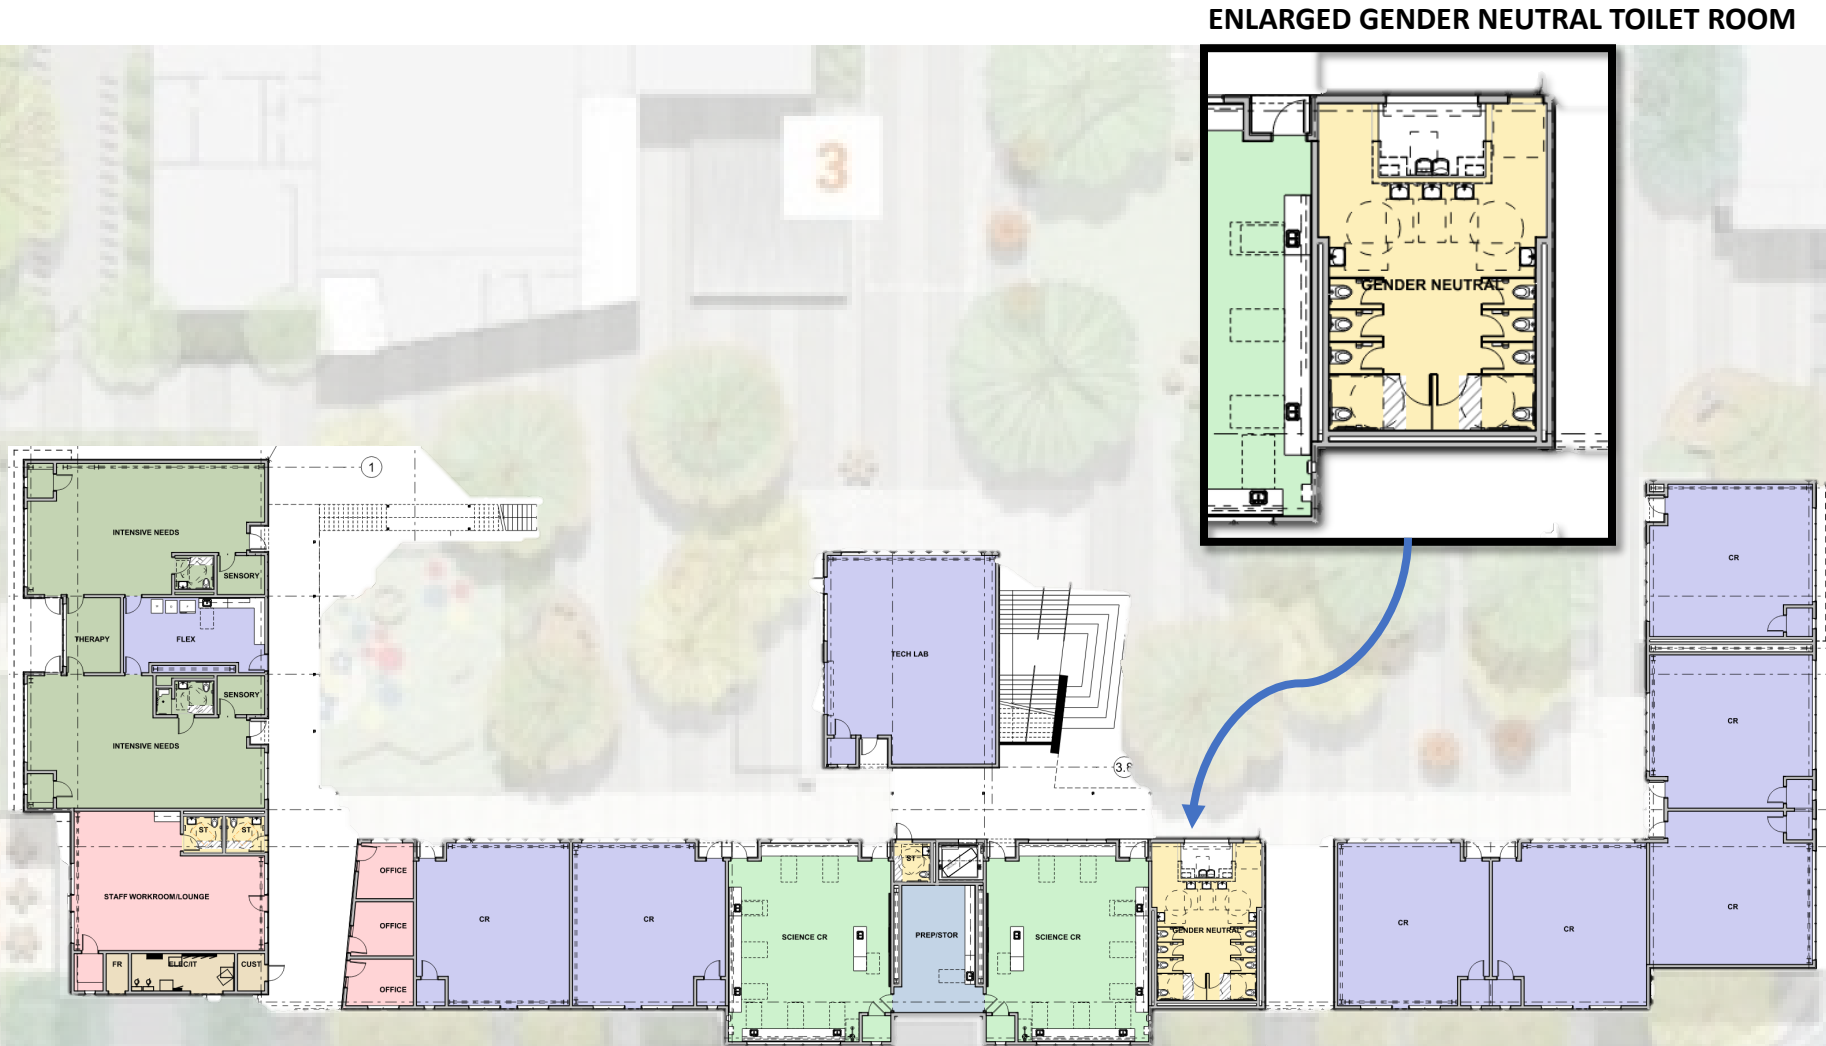 ENLARGED GENDER NEUTRAL TOILET ROOM
3
GENDER NEUTRAL
1
INTENSIVE NEEDS
SENSORY
THERAPY
FLEX
SENSORY
INTENSIVE NEEDS
ST
ST
STAFF WORKROOM/LOUNGE
FR
ELEC/IT
CUST
TECH LAB
3.8
CR
CR
CR
OFFICE
OFFICE
OFFICE
CR
CR
SCIENCE CR
ST
PREP/STOR
SCIENCE CR
GENDER NEUTRAL
CR
CR